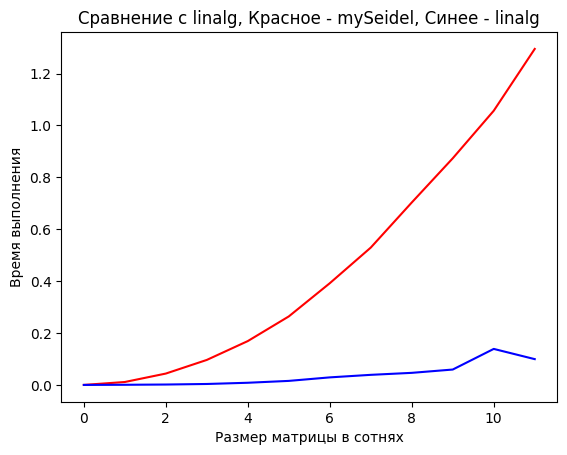 Сравнение с linalg, Красное - mySeidel, Синее - linalg
Время выполнения
1.2
1.0
0.8
0.6
0.4
0.2
0.0
0 2 4 6 8 10
Размер матрицы в сотнях